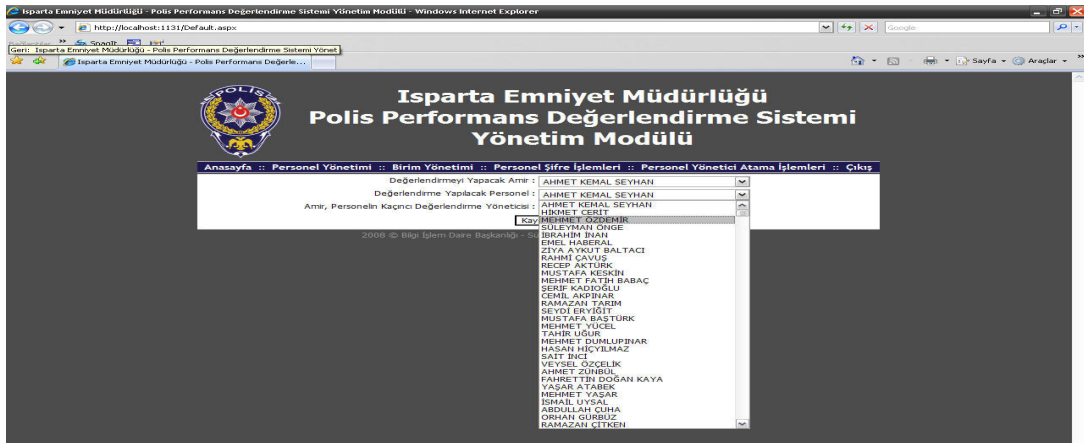 Isparta Emniyet Müdürlüğü - Polis Performans Değerlendirme Sistemi Yönetim Modülü - Windows Internet Explorer
http://localhost:1131/Default.aspx
Google
SnagIt
Geri: Isparta Emniyet Müdürlüğü - Polis Performans Değerlendirme Sistemi Yönet
Isparta Emniyet Müdürlüğü - Polis Performans Değerle...
Sayfa
Araçlar
POLİS
Isparta Emniyet Müdürlüğü
Polis Performans Değerlendirme Sistemi
Yönetim Modülü
Anasayfa :: Personel Yönetimi :: Birim Yönetimi :: Personel Şifre İşlemleri :: Personel Yönetici Atama İşlemleri :: Çıkış
Değerlendirmeyi Yapacak Amir : AHMET KEMAL SEYHAN
Değerlendirme Yapılacak Personel : AHMET KEMAL SEYHAN
Amir, Personelin Kaçıncı Değerlendirme Yöneticisi :
Kay
2008 © Bilgi İşlem Daire Başkanlığı -
AHMET KEMAL SEYHAN
HİKMET CERİT
MEHMET ÖZDEMİR
SÜLEYMAN ÖNGE
İBRAHİM İNAN
EMEL HABERAL
ZİYA AYKUT BALTACI
RAHMİ ÇAVUŞ
RECEP AKTÜRK
MUSTAFA KESKİN
MEHMET FATİH BABAÇ
ŞERİF KADIOĞLU
CEMİL AKPINAR
RAMAZAN TARIM
SEYDİ ERYİĞİT
MUSTAFA BAŞTÜRK
MEHMET YÜCEL
TAHİR UĞUR
MEHMET DUMLUPINAR
HASAN HİÇYILMAZ
SAİT İNCİ
VEYSEL ÖZÇELİK
AHMET ZÜNBÜL
FAHRETTİN DOĞAN KAYA
YAŞAR ATABEK
MEHMET YAŞAR
İSMAİL UYSAL
ABDULLAH ÇUHA
ORHAN GÜRBÜZ
RAMAZAN ÇİTKEN